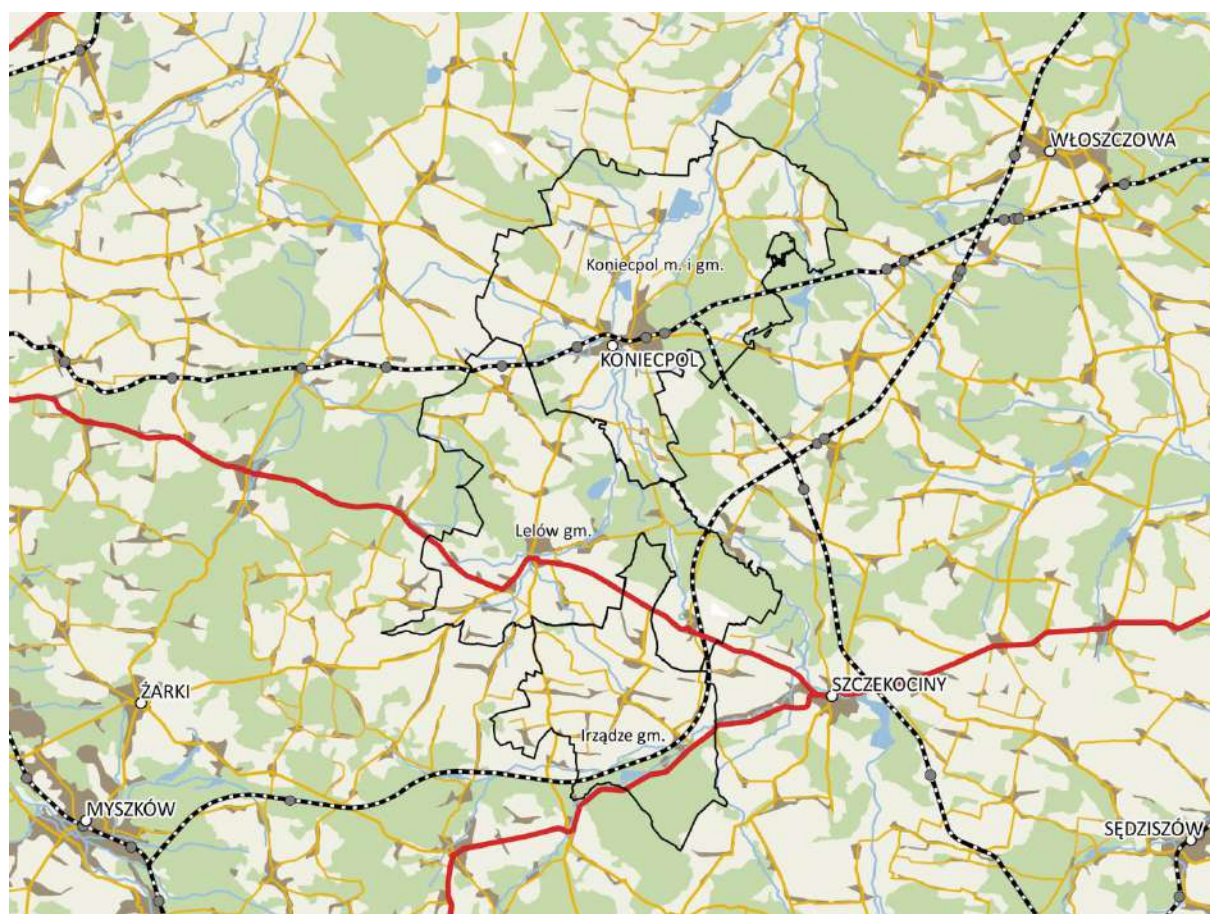 WŁOSZCZOWA
Koniecpol m. i gm.
KONIECPOL
Lelów gm.
SZCZEKOCINY
ŻARKI
Irządze gm.
MYSZKÓW
SĘDZISZÓW